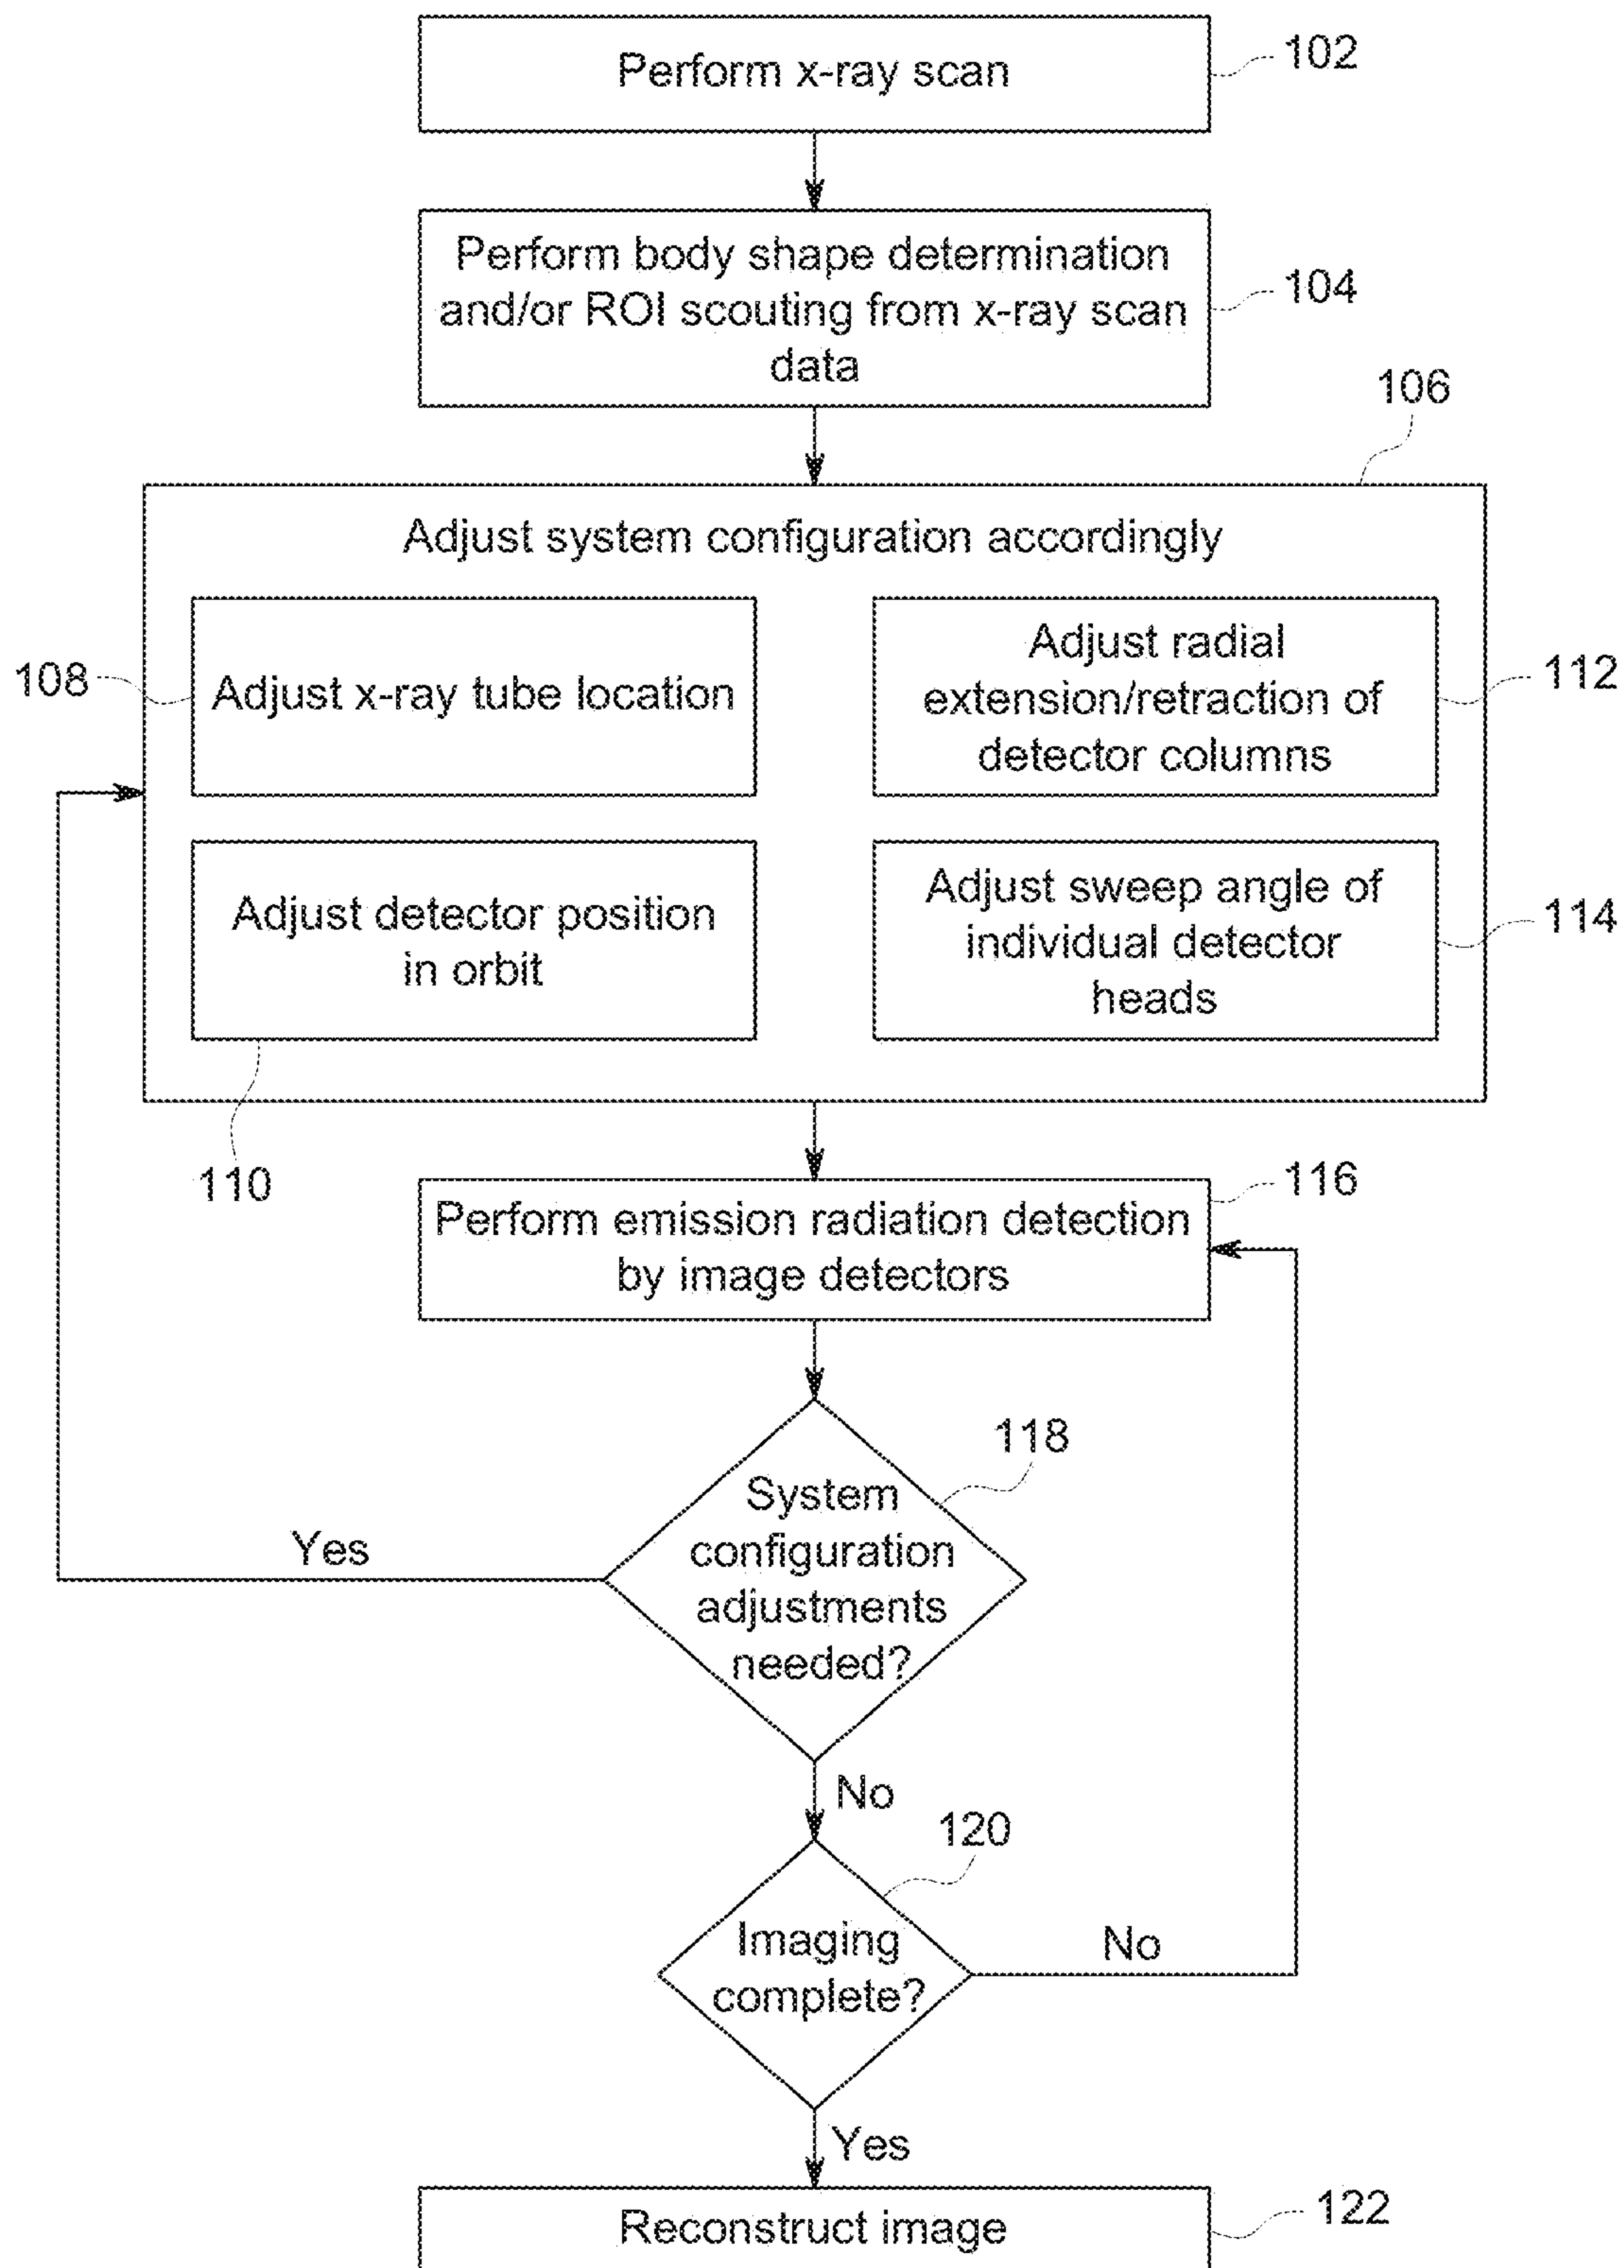 Perform x-ray scan
102
Perform body shape determination
and/or ROI scouting from x-ray scan
data
104
106
Adjust system configuration accordingly
108
Adjust x-ray tube location
Adjust radial
extension/retraction of
detector columns
112
Adjust detector position
in orbit
110
Adjust sweep angle of
individual detector
heads
114
Perform emission radiation detection
by image detectors
116
System
configuration
adjustments
needed?
118
Yes
No
Imaging
complete?
120
No
Yes
Reconstruct image
122